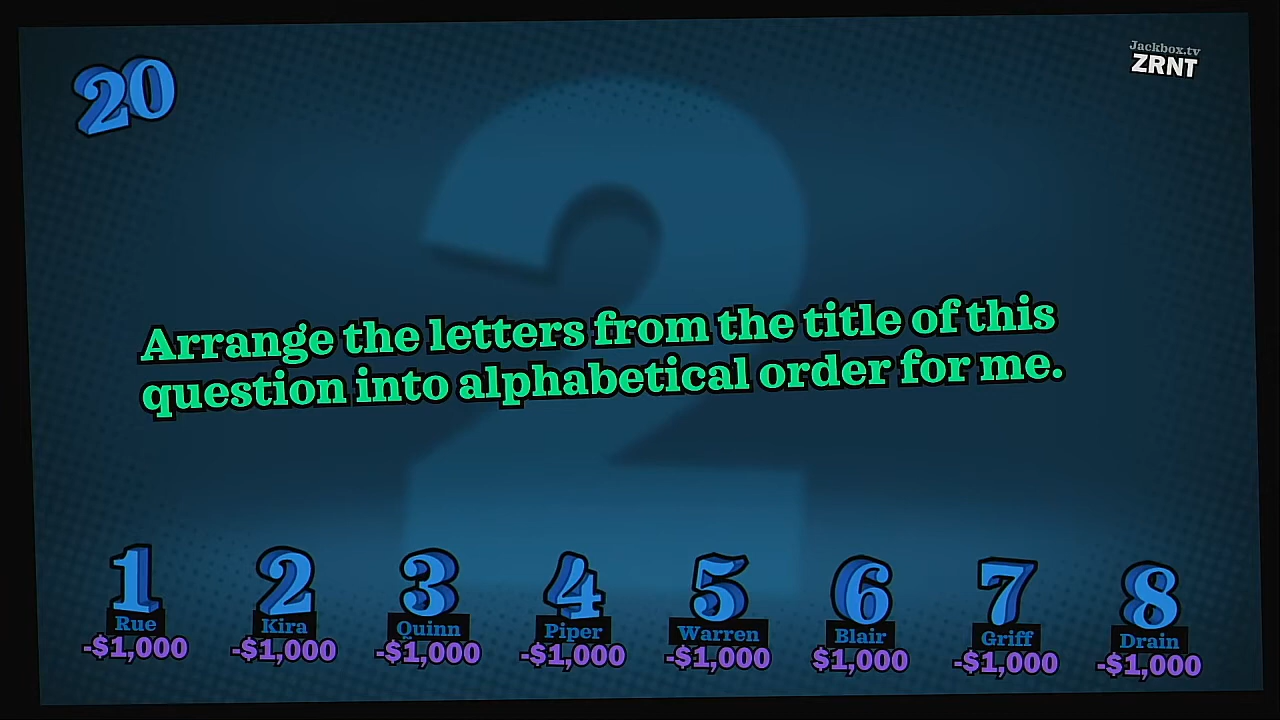 20
Jackbox.tv
ZRNT
Arrange the letters from the title of this
question into alphabetical order for me.
1 2 3 4 5 6 7 8
Rue Kira Quinn Piper Warren Blair Griff Drain
-$1,000 -$1,000 -$1,000 -$1,000 -$1,000 $1,000 -$1,000 -$1,000
2